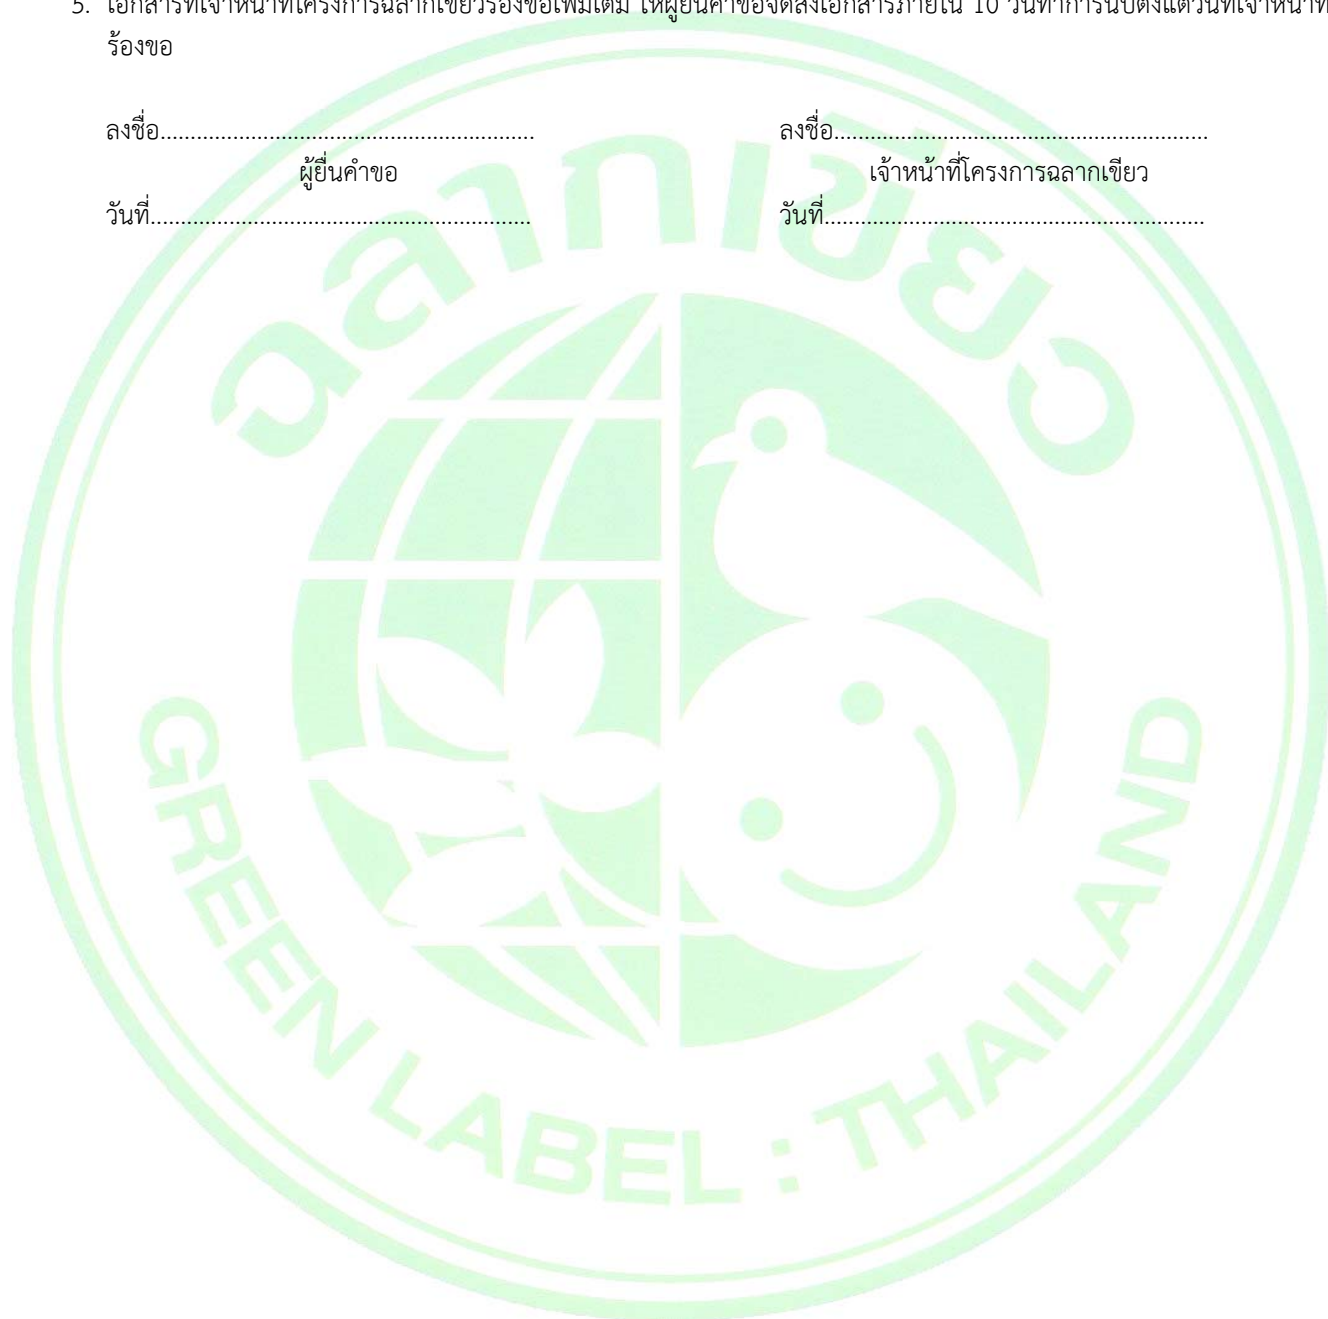 5. เอกสารที่เจ้าหน้าที่โครงการฉลากเขียวร้องขอเพิ่มเติม ให้ผู้ยื่นคำขอจัดส่งเอกสารภายใน 10 วันทำการนับตั้งแต่วันที่เจ้าหน้าที่
ร้องขอ
ลงชื่อ............................................................... ลงชื่อ...............................................................
ผู้ยื่นคำขอ เจ้าหน้าที่โครงการฉลากเขียว
วันที่................................................................ วันที่................................................................
ฉลากเขียว
GREEN LABEL : THAILAND